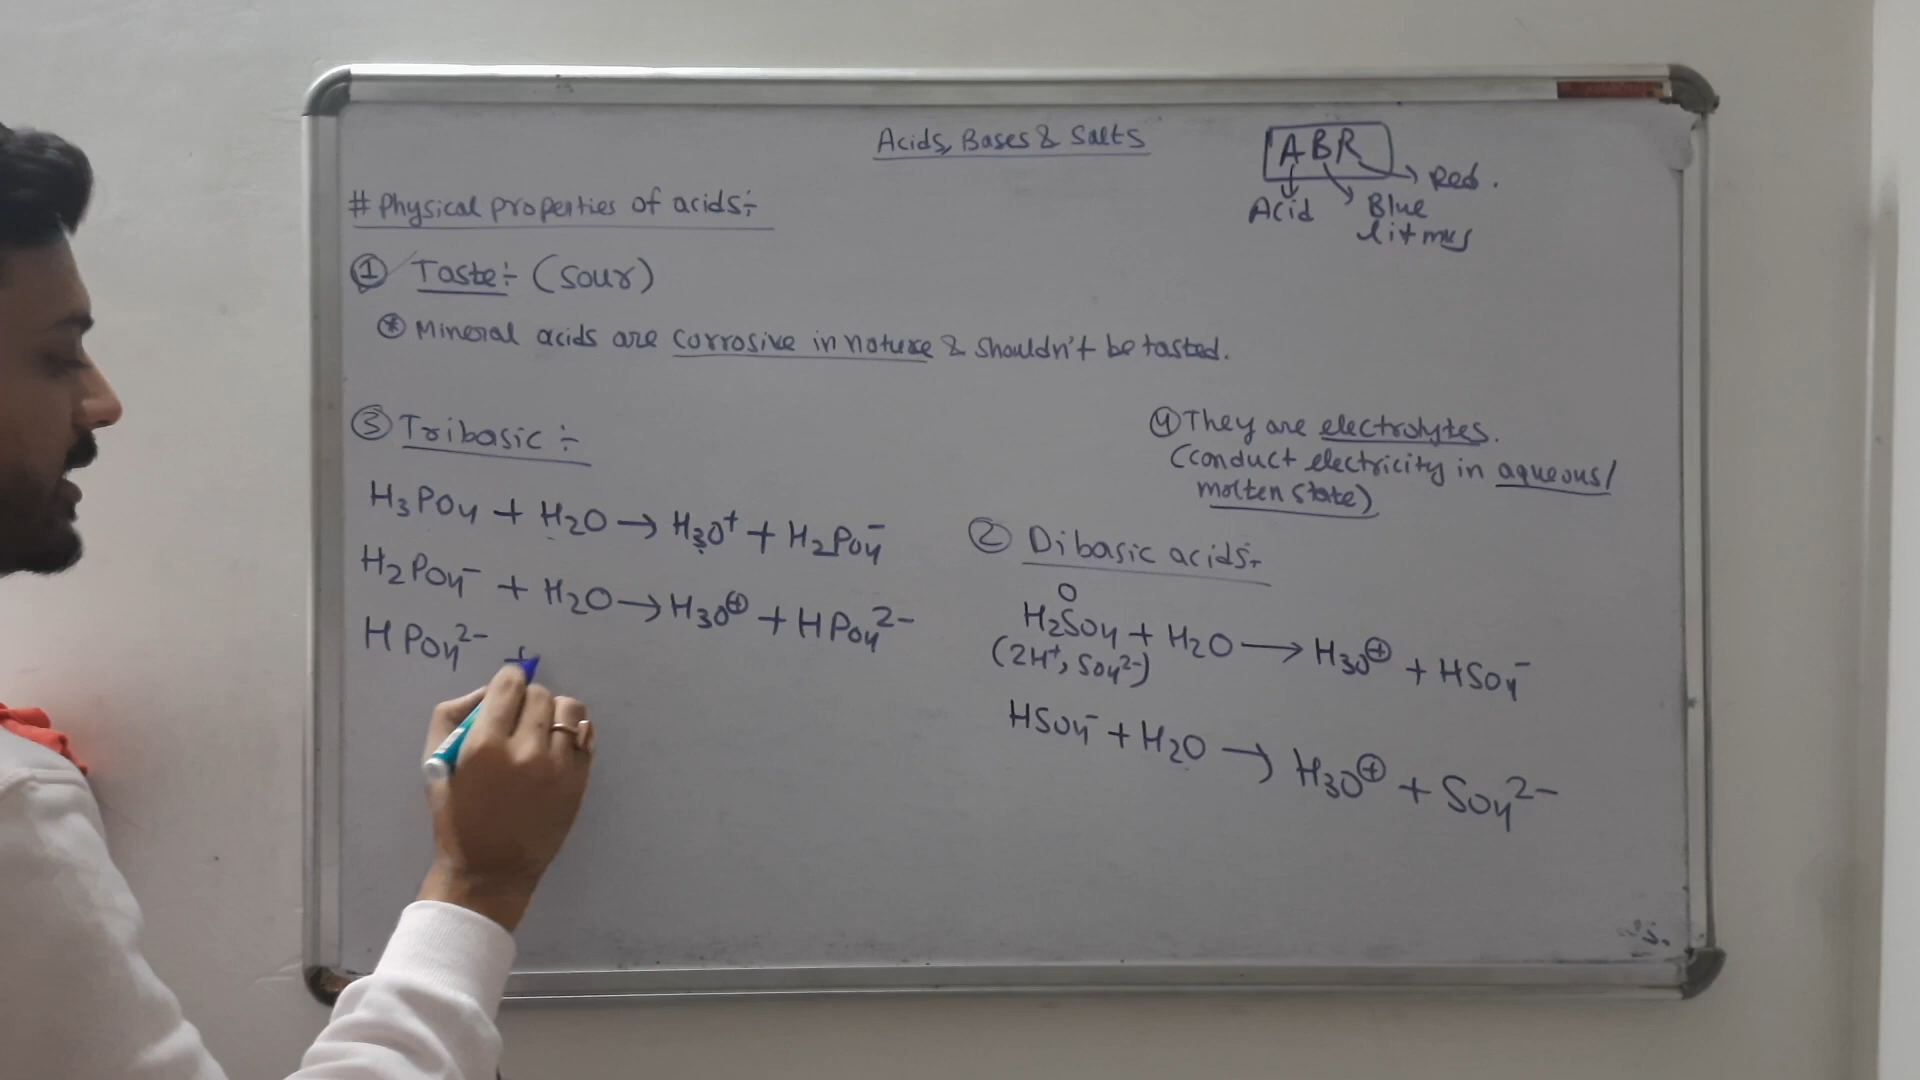 Acids, Bases & Salts
ABR
Red.
Acid
Blue
litmus
# Physical properties of acids:-
① Taste:- (Sour)
* Mineral acids are corrosive in nature & shouldn't be tasted.
③ Tribasic :-
H₃PO₄ + H₂O → H₃O⁺ + H₂PO₄⁻
H₂PO₄⁻ + H₂O → H₃O⊕ + HPO₄²⁻
HPO₄²⁻ +
④ They are electrolytes.
(conduct electricity in aqueous/
molten state)
② Dibasic acids:-
H₂SO₄ + H₂O → H₃O⊕ + HSO₄⁻
(2H⁺, SO₄²⁻)
HSO₄⁻ + H₂O → H₃O⊕ + SO₄²⁻